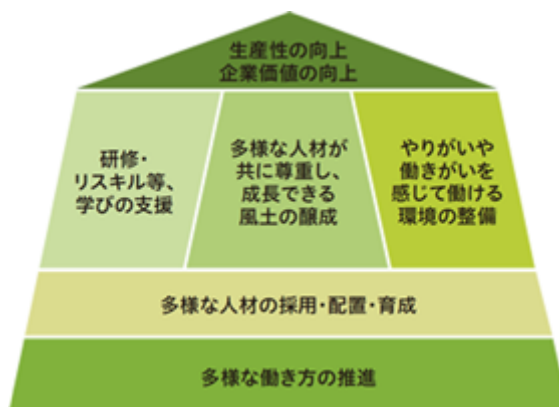 生産性の向上
企業価値の向上
研修・
リスキル等、
学びの支援
多様な人材が
共に尊重し、
成長できる
風土の醸成
やりがいや
働きがいを
感じて働ける
環境の整備
多様な人材の採用・配置・育成
多様な働き方の推進